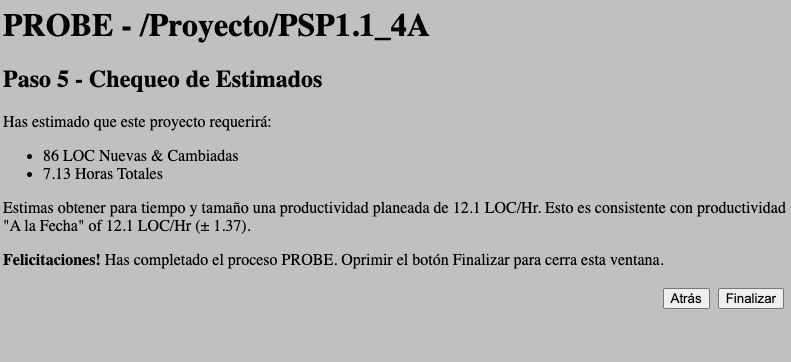 PROBE - /Proyecto/PSP1.1_4A
Paso 5 - Chequeo de Estimados
Has estimado que este proyecto requerirá:
• 86 LOC Nuevas & Cambiadas
• 7.13 Horas Totales
Estimas obtener para tiempo y tamaño una productividad planeada de 12.1 LOC/Hr. Esto es consistente con productividad
"A la Fecha" of 12.1 LOC/Hr (± 1.37).
Felicitaciones! Has completado el proceso PROBE. Oprimir el botón Finalizar para cerra esta ventana.
Atrás Finalizar